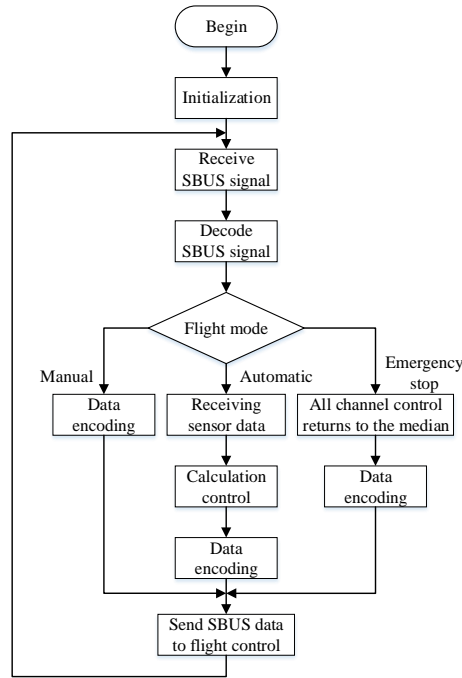 Begin
Initialization
Receive
SBUS signal
Decode
SBUS signal
Flight mode
Manual
Automatic
Emergency
stop
Data
encoding
Receiving
sensor data
All channel control
returns to the median
Calculation
control
Data
encoding
Data
encoding
Send SBUS data
to flight control